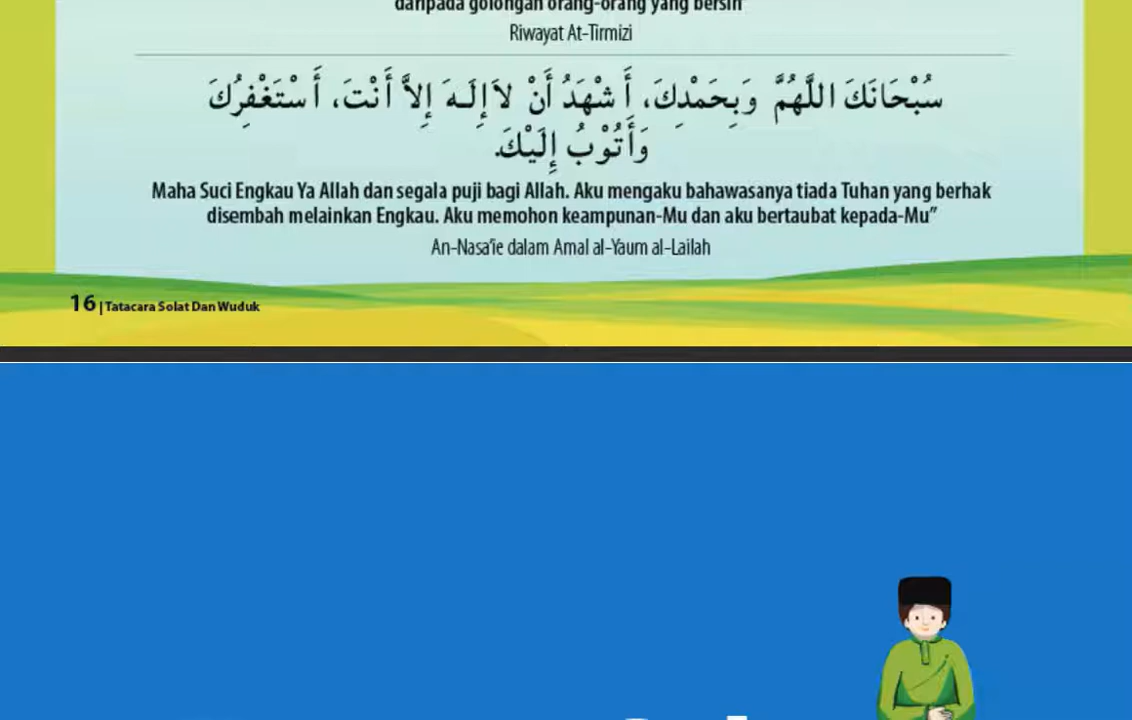 daripada golongan orang-orang yang bersih"
Riwayat At-Tirmizi
سُبْحَانَكَ اللَّهُمَّ وَبِحَمْدِكَ، أَشْهَدُ أَنْ لاَ إِلَـهَ إِلاَّ أَنْتَ، أَسْتَغْفِرُكَ
وَأَتُوْبُ إِلَيْكَ.
Maha Suci Engkau Ya Allah dan segala puji bagi Allah. Aku mengaku bahawasanya tiada Tuhan yang berhak
disembah melainkan Engkau. Aku memohon keampunan-Mu dan aku bertaubat kepada-Mu"
An-Nasa'ie dalam Amal al-Yaum al-Lailah
16 | Tatacara Solat Dan Wuduk